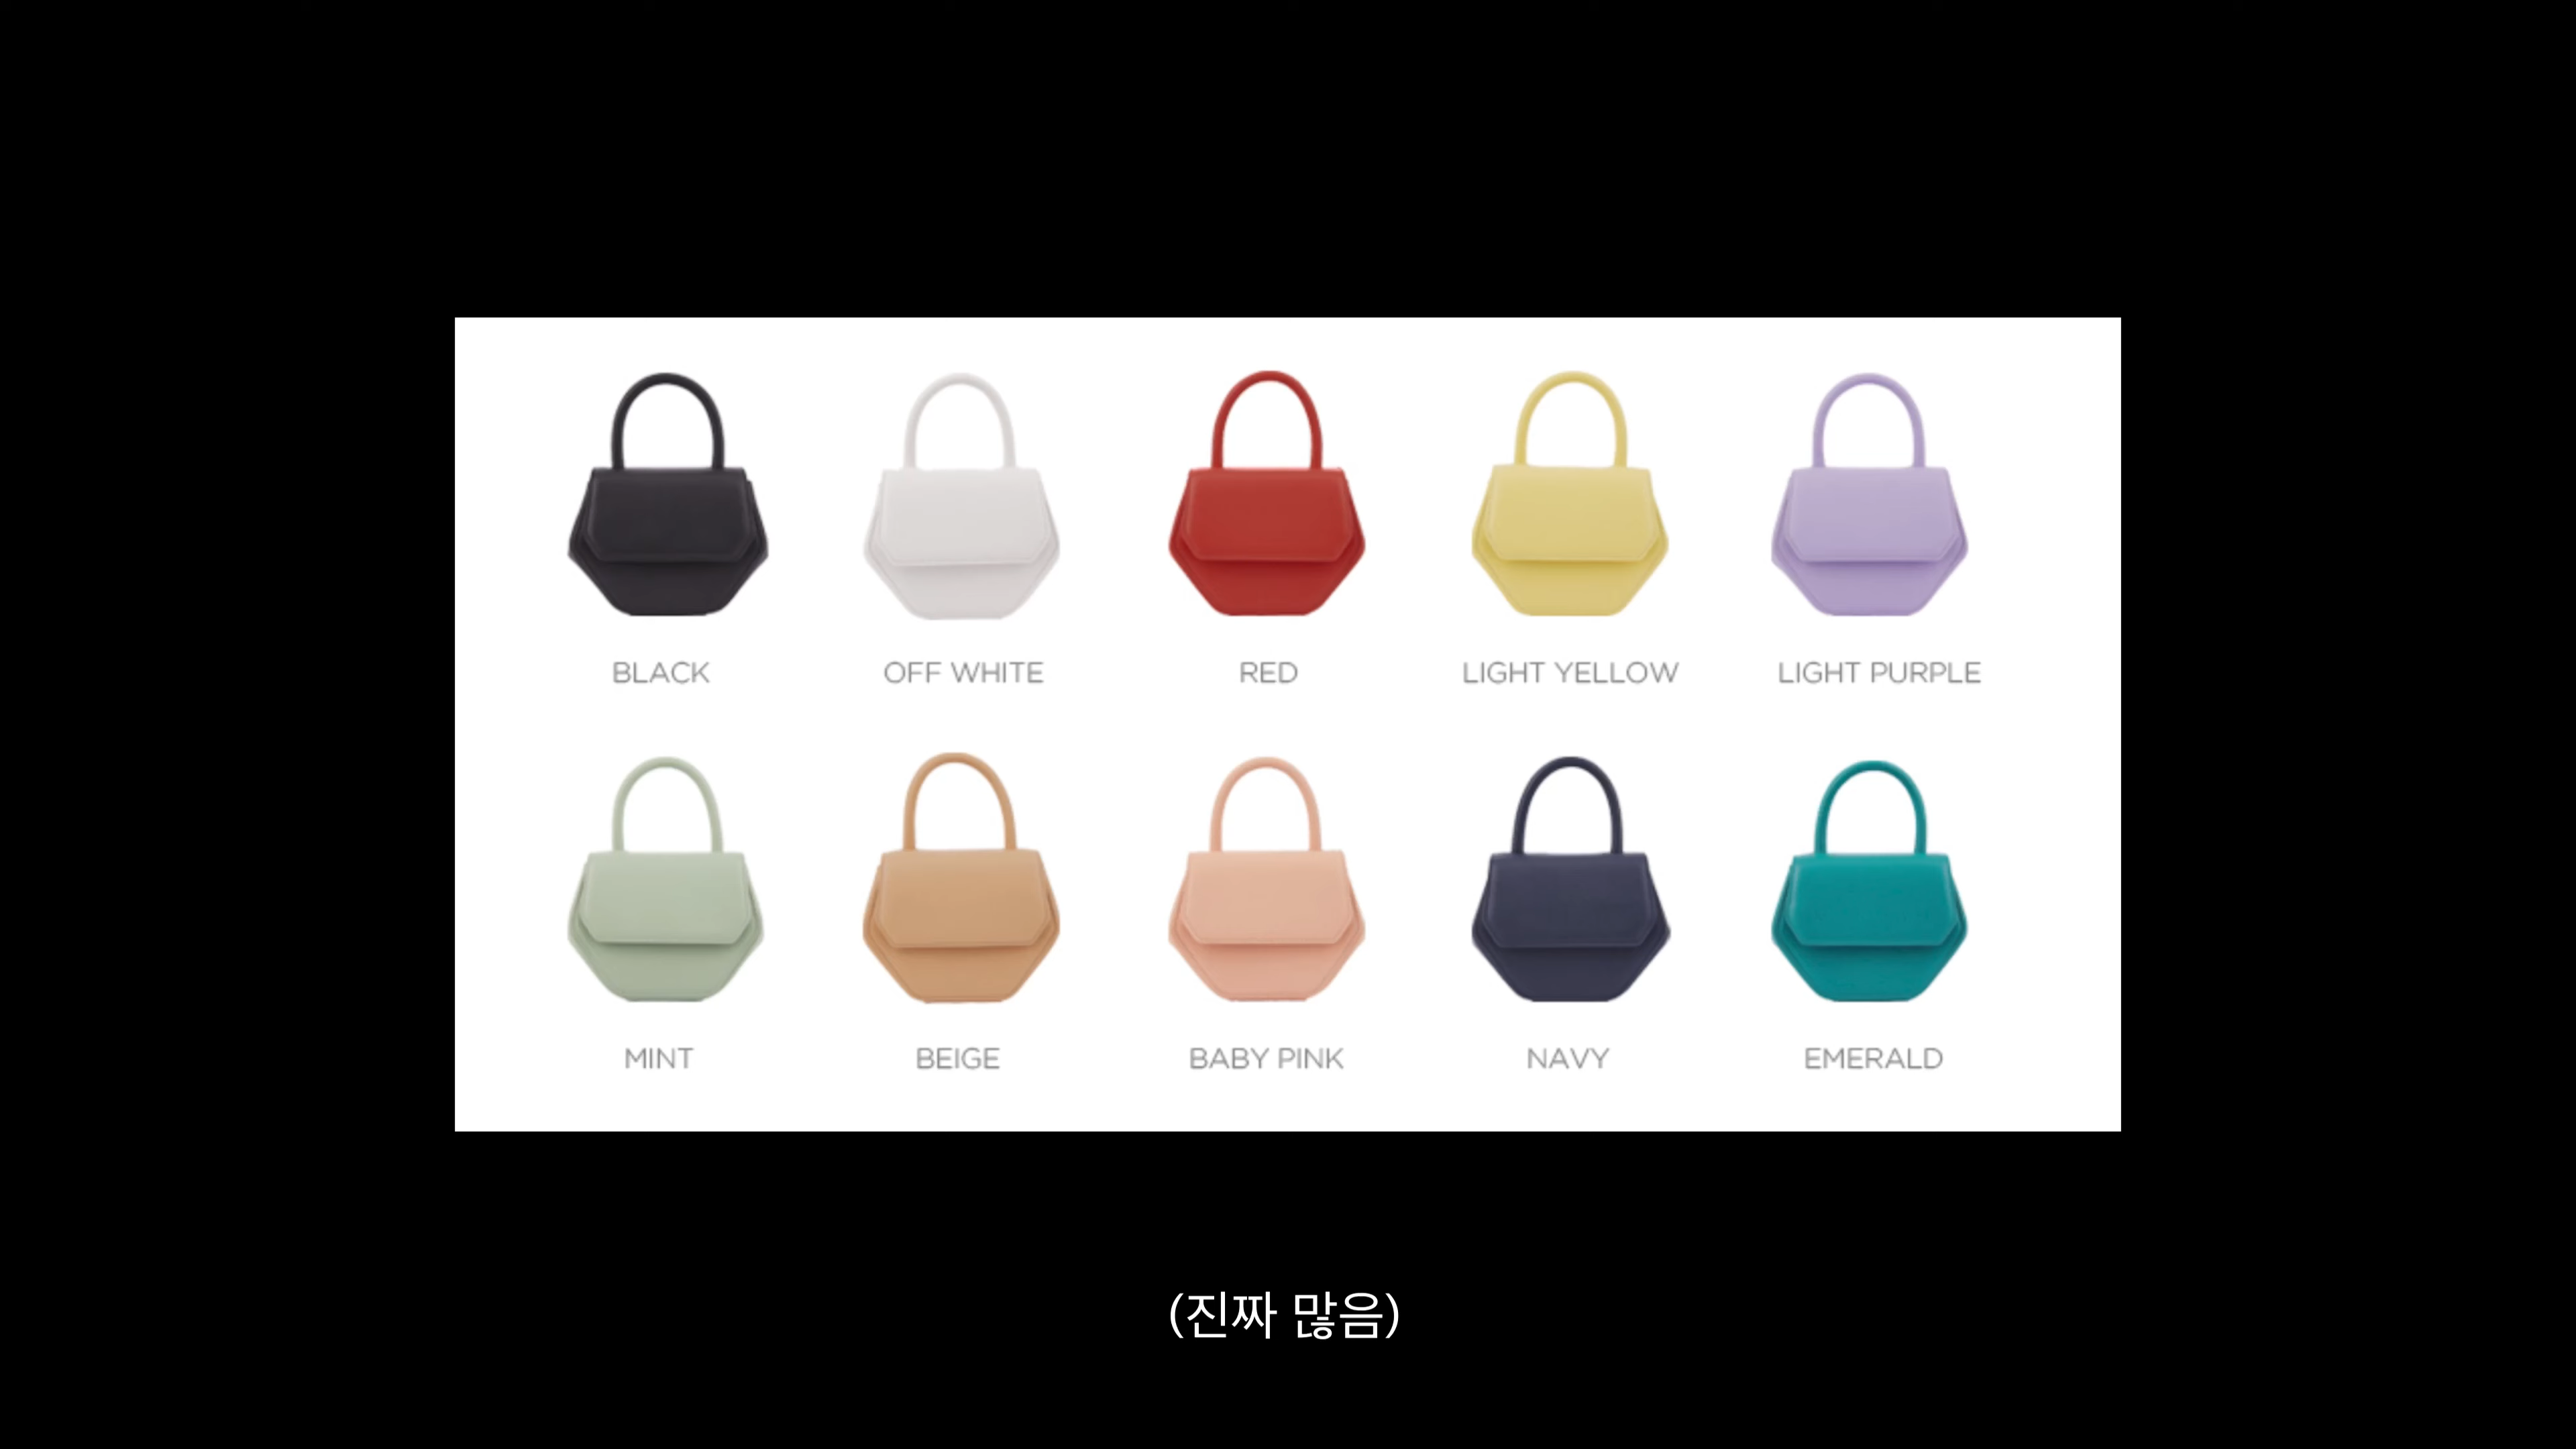 BLACK
OFF WHITE
RED
LIGHT YELLOW
LIGHT PURPLE
MINT
BEIGE
BABY PINK
NAVY
EMERALD
(진짜 많음)